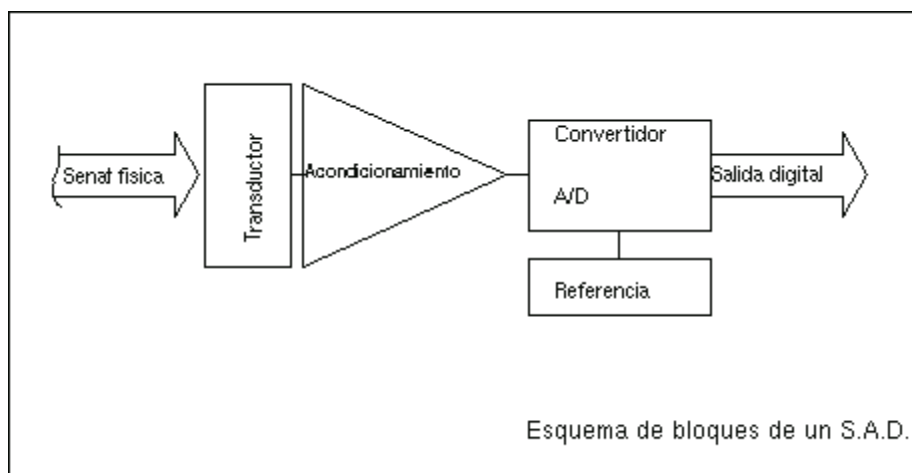 Senal fisica
Transductor
Acondicionamiento
Convertidor
A/D
Salida digital
Referencia
Esquema de bloques de un S.A.D.